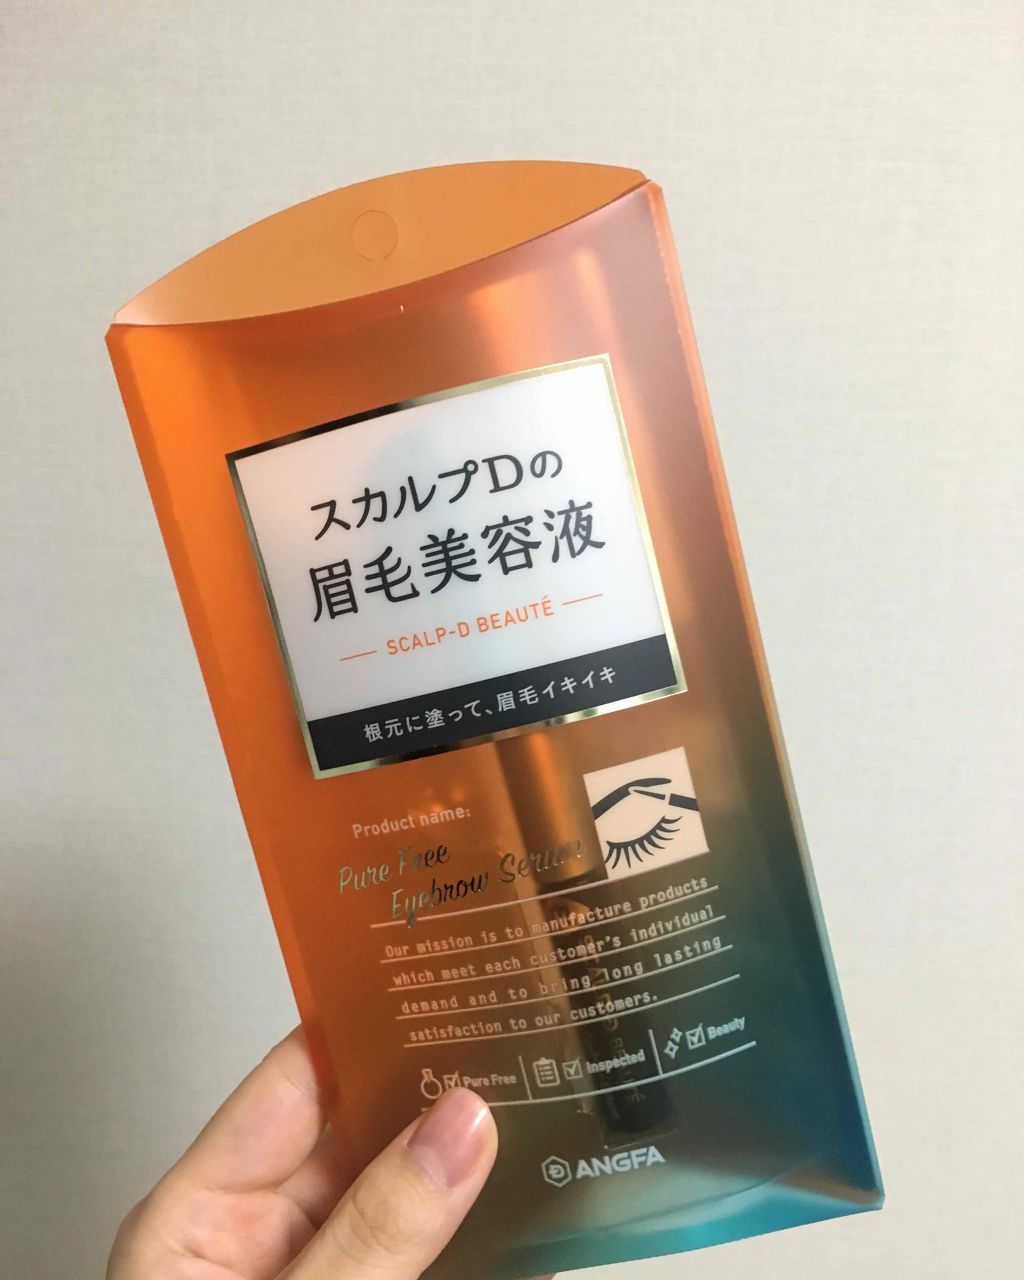 スカルプDの
眉毛美容液
SCALP-D BEAUTÉ
根元に塗って、眉毛イキイキ
Product name:
Pure Free
Eyebrow Serum
Our mission is to manufacture products
which meet each customer's individual
demand and to bring long lasting
satisfaction to our customers.
Pure Free
Inspected
Beauty
ANGFA